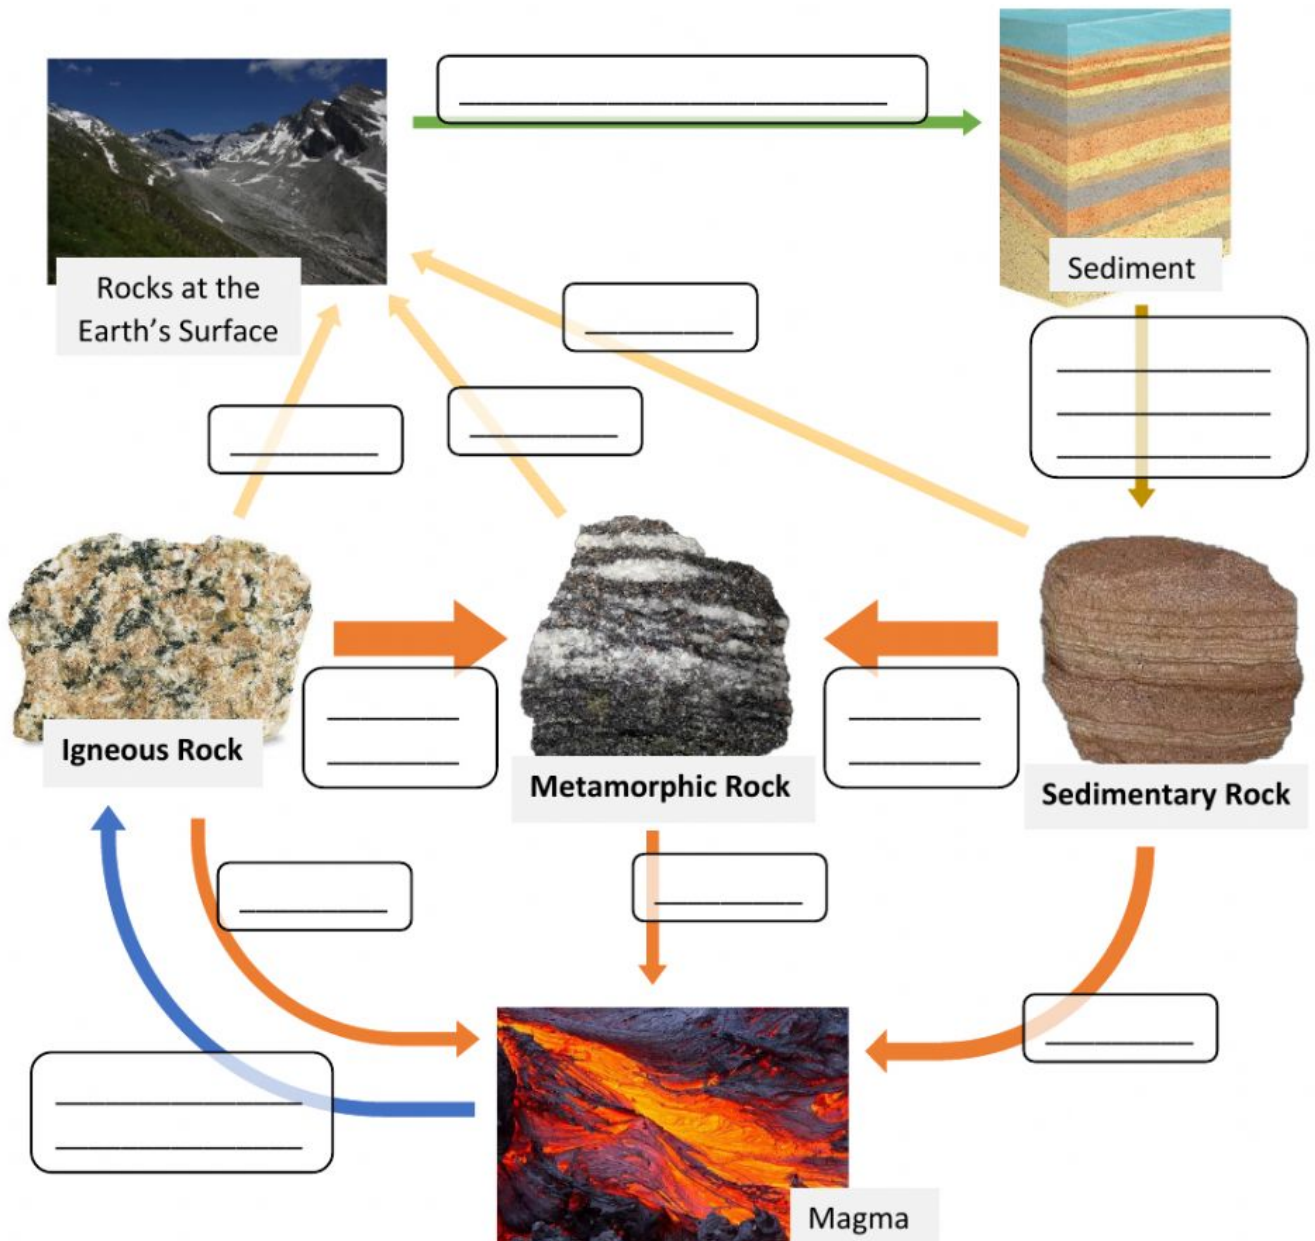 Sediment
Rocks at the
Earth’s Surface
Igneous Rock
Metamorphic Rock
Sedimentary Rock
Magma